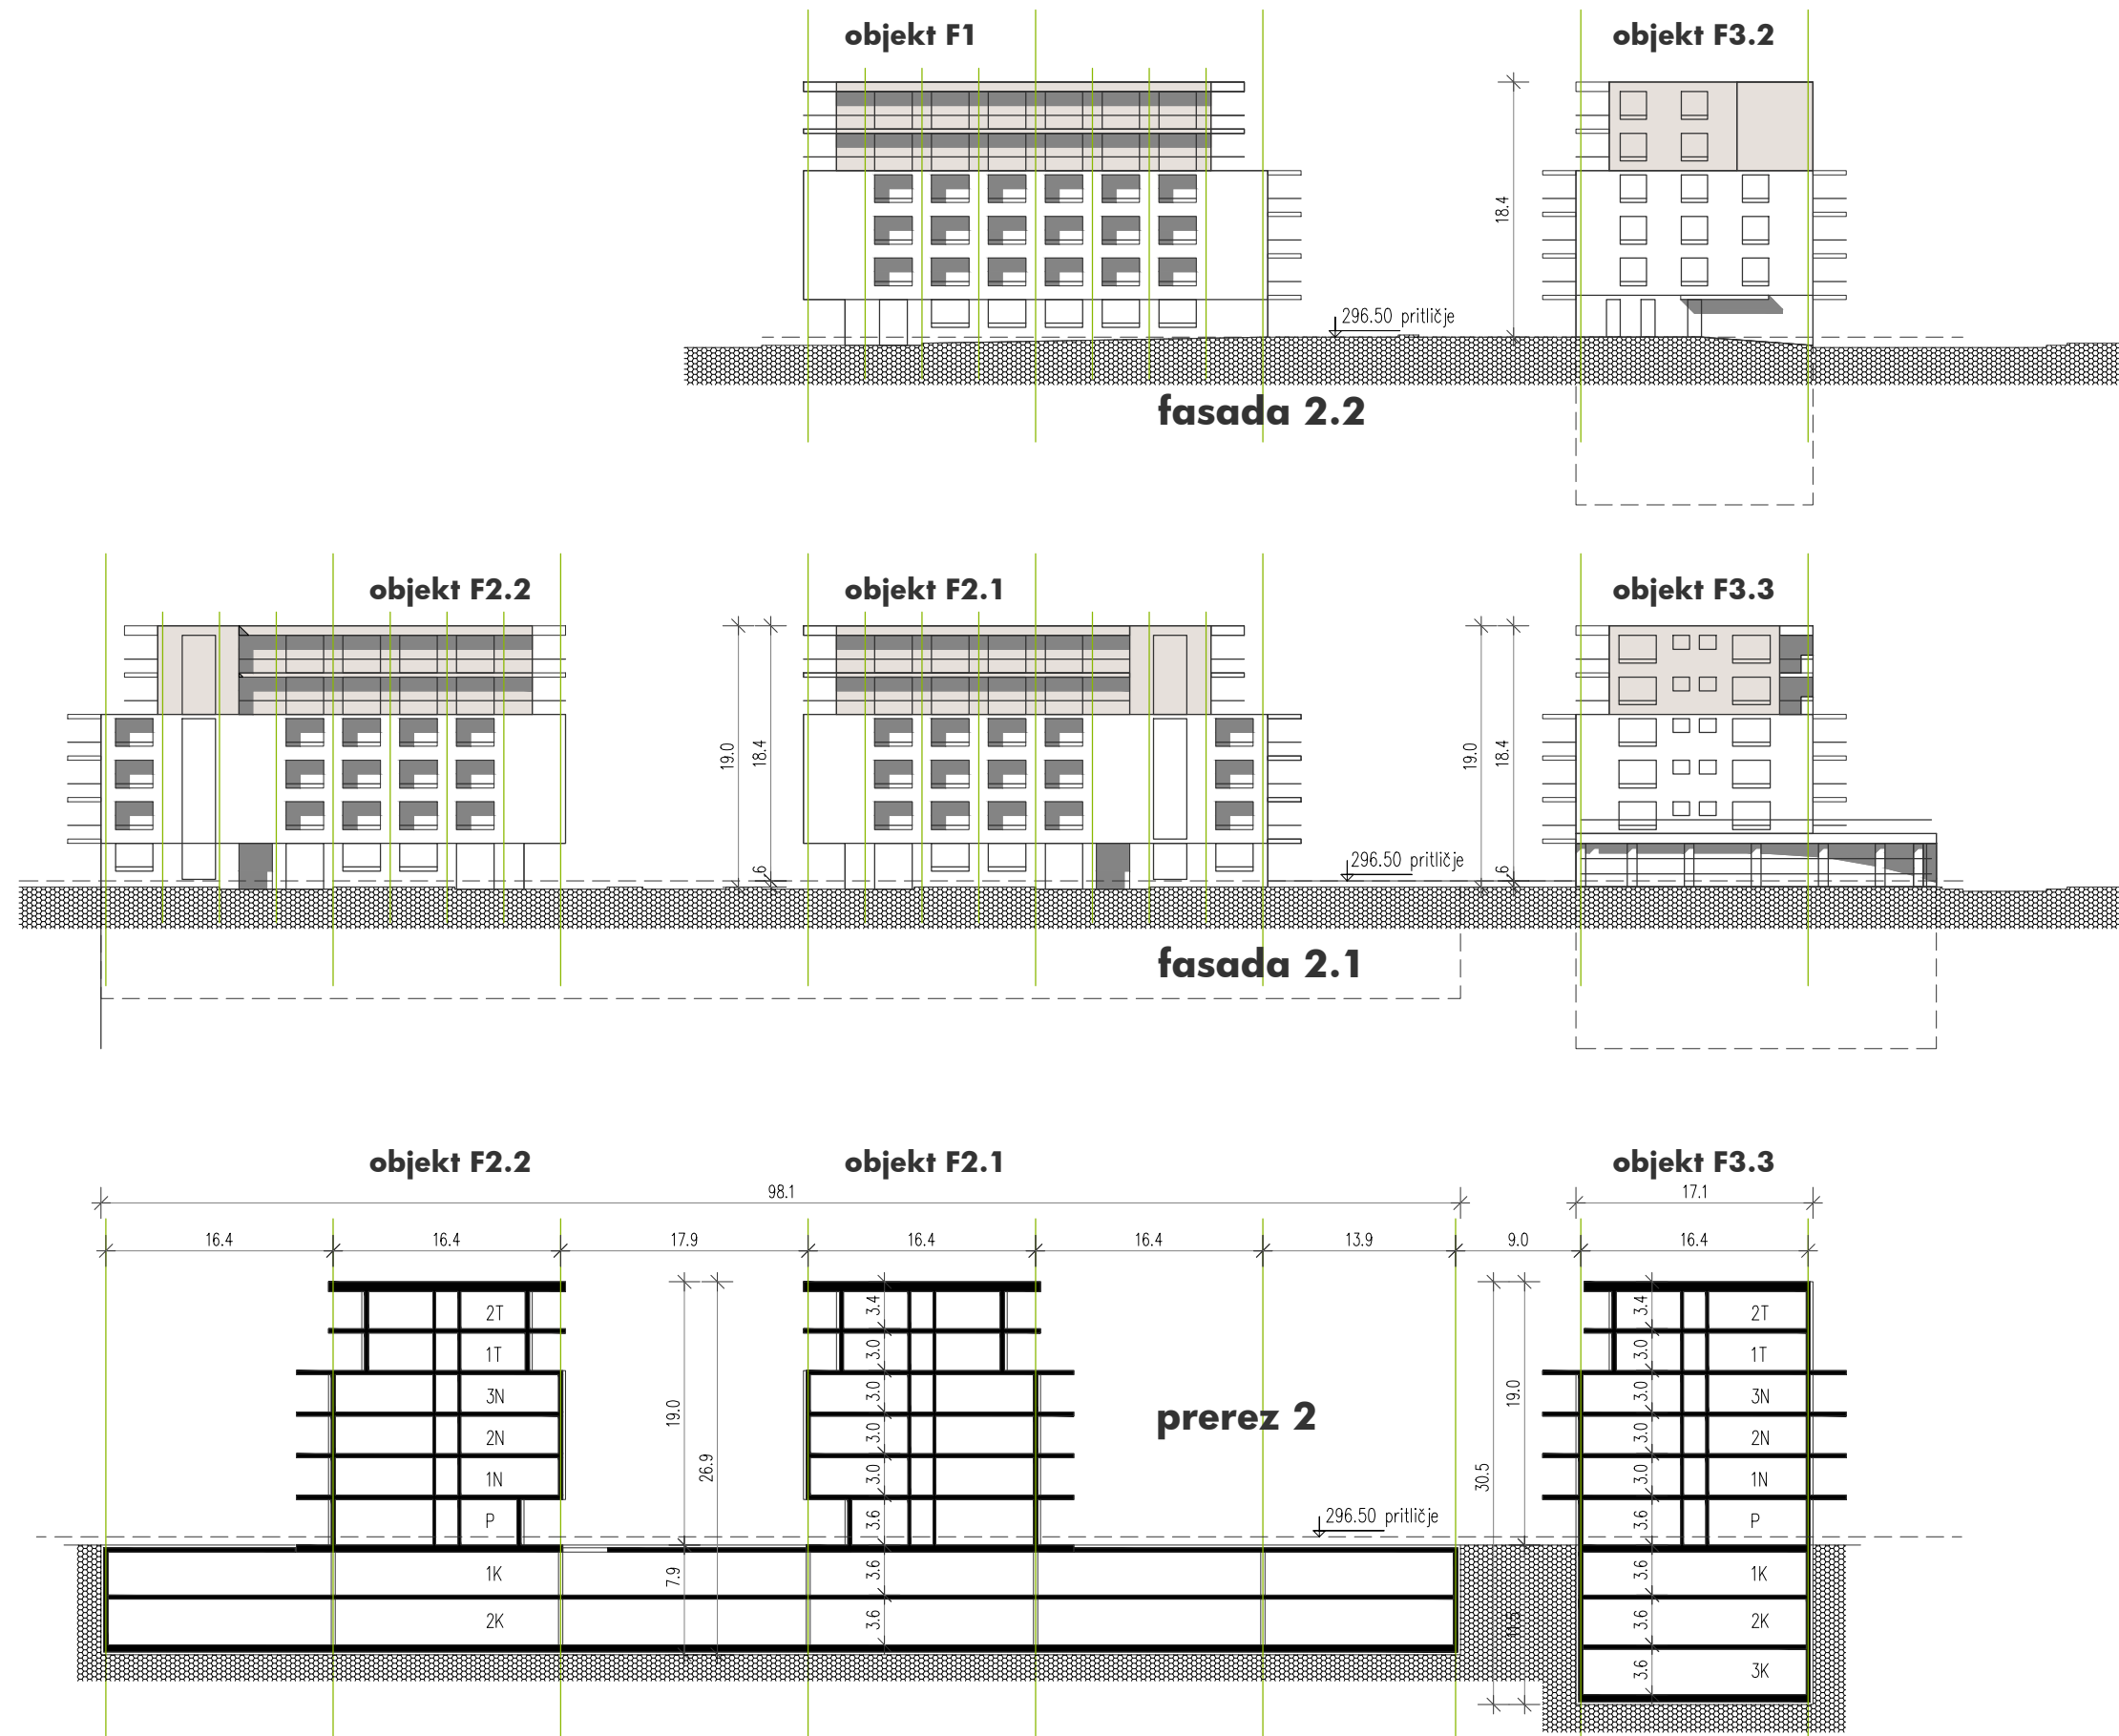 objekt F1
objekt F3.2
18.4
296.50 pritličje
fasada 2.2
objekt F2.2
objekt F2.1
objekt F3.3
19.0
18.4
.6
19.0
18.4
.6
296.50 pritličje
fasada 2.1
objekt F2.2
objekt F2.1
objekt F3.3
98.1
17.1
16.4
16.4
17.9
16.4
16.4
13.9
9.0
16.4
2T
1T
3N
2N
1N
P
1K
2K
19.0
26.9
7.9
3.4
3.0
3.0
3.0
3.0
3.6
3.6
3.6
prerez 2
296.50 pritličje
30.5
19.0
11.5
3.4
3.0
3.0
3.0
3.0
3.6
3.6
3.6
3.6
2T
1T
3N
2N
1N
P
1K
2K
3K